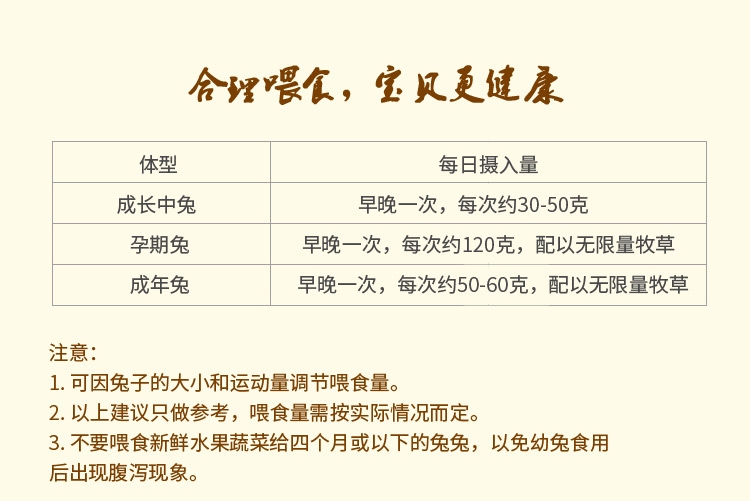 合理喂食，宝贝更健康
体型 每日摄入量
成长中兔 早晚一次，每次约30-50克
孕期兔 早晚一次，每次约120克，配以无限量牧草
成年兔 早晚一次，每次约50-60克，配以无限量牧草
注意：
1. 可因兔子的大小和运动量调节喂食量。
2. 以上建议只做参考，喂食量需按实际情况而定。
3. 不要喂食新鲜水果蔬菜给四个月或以下的兔兔，以免幼兔食用
后出现腹泻现象。